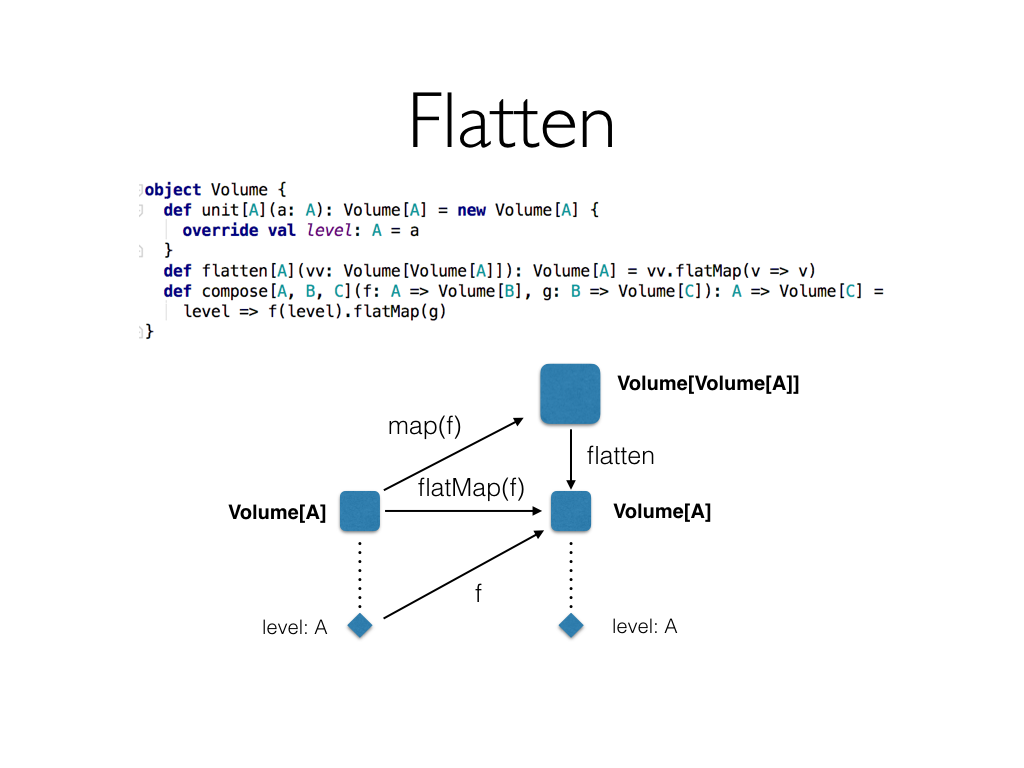 Flatten
object Volume {
def unit[A](a: A): Volume[A] = new Volume[A] {
override val level: A = a
}
def flatten[A](vv: Volume[Volume[A]]): Volume[A] = vv.flatMap(v => v)
def compose[A, B, C](f: A => Volume[B], g: B => Volume[C]): A => Volume[C] =
level => f(level).flatMap(g)
}
Volume[Volume[A]]
map(f)
flatten
flatMap(f)
Volume[A]
Volume[A]
f
level: A
level: A